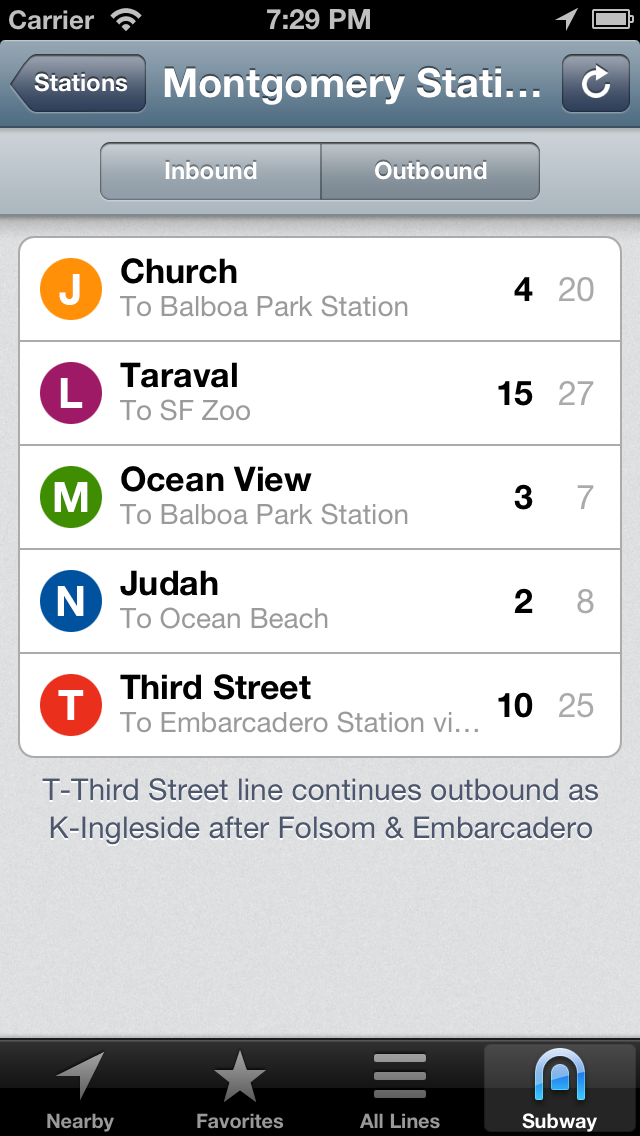 Carrier 7:29 PM
Stations Montgomery Stati...
Inbound Outbound
J Church 4 20
To Balboa Park Station
L Taraval 15 27
To SF Zoo
M Ocean View 3 7
To Balboa Park Station
N Judah 2 8
To Ocean Beach
T Third Street 10 25
To Embarcadero Station vi...
T-Third Street line continues outbound as
K-Ingleside after Folsom & Embarcadero
Nearby Favorites All Lines Subway